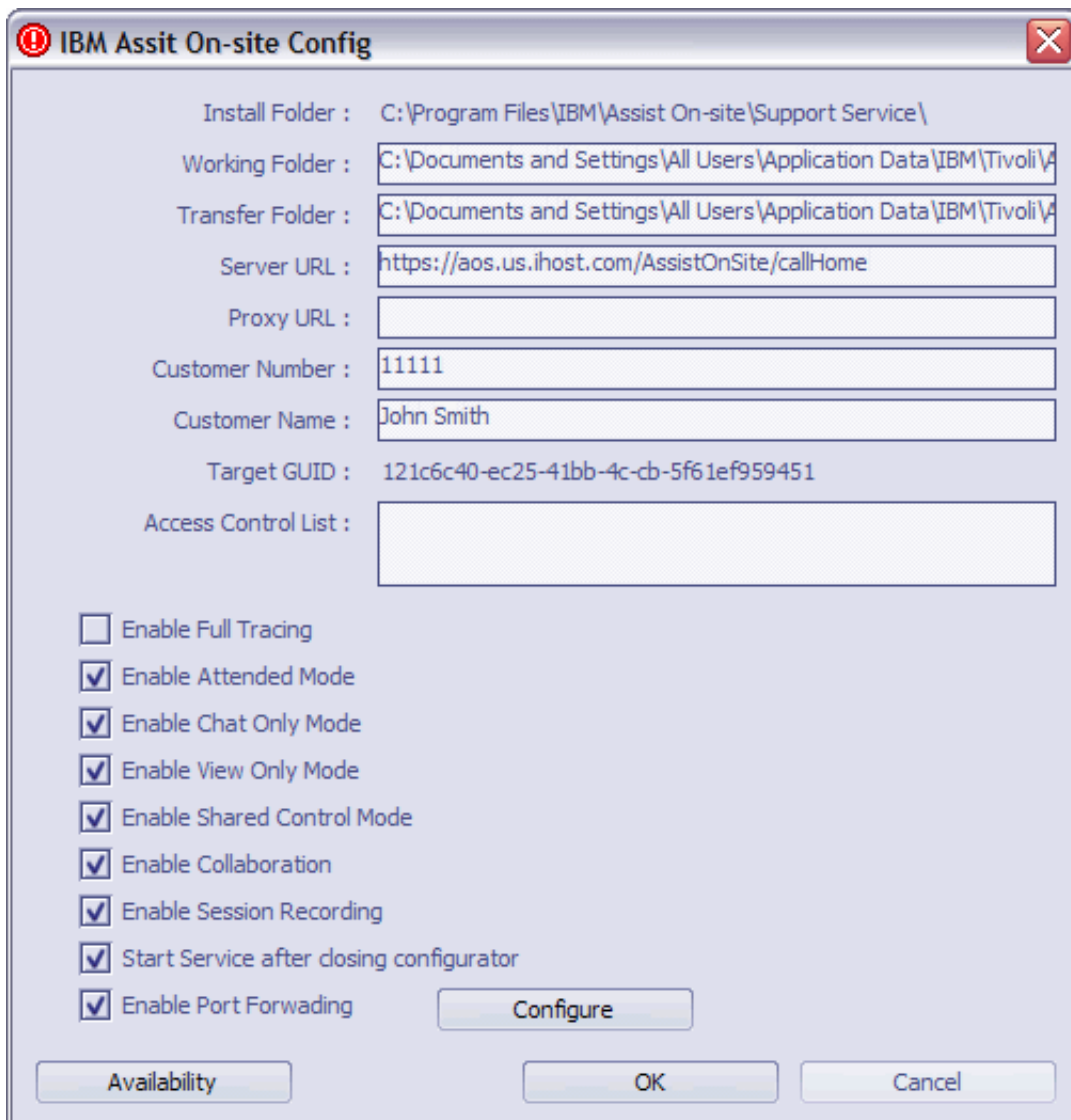 IBM Assit On-site Config
Install Folder : C:\Program Files\IBM\Assist On-site\Support Service\
Working Folder : C:\Documents and Settings\All Users\Application Data\IBM\Tivoli\A
Transfer Folder : C:\Documents and Settings\All Users\Application Data\IBM\Tivoli\A
Server URL : https://aos.us.ihost.com/AssistOnSite/callHome
Proxy URL :
Customer Number : 11111
Customer Name : John Smith
Target GUID : 121c6c40-ec25-41bb-4c-cb-5f61ef959451
Access Control List :
Enable Full Tracing
Enable Attended Mode
Enable Chat Only Mode
Enable View Only Mode
Enable Shared Control Mode
Enable Collaboration
Enable Session Recording
Start Service after closing configurator
Enable Port Forwading Configure
Availability OK Cancel